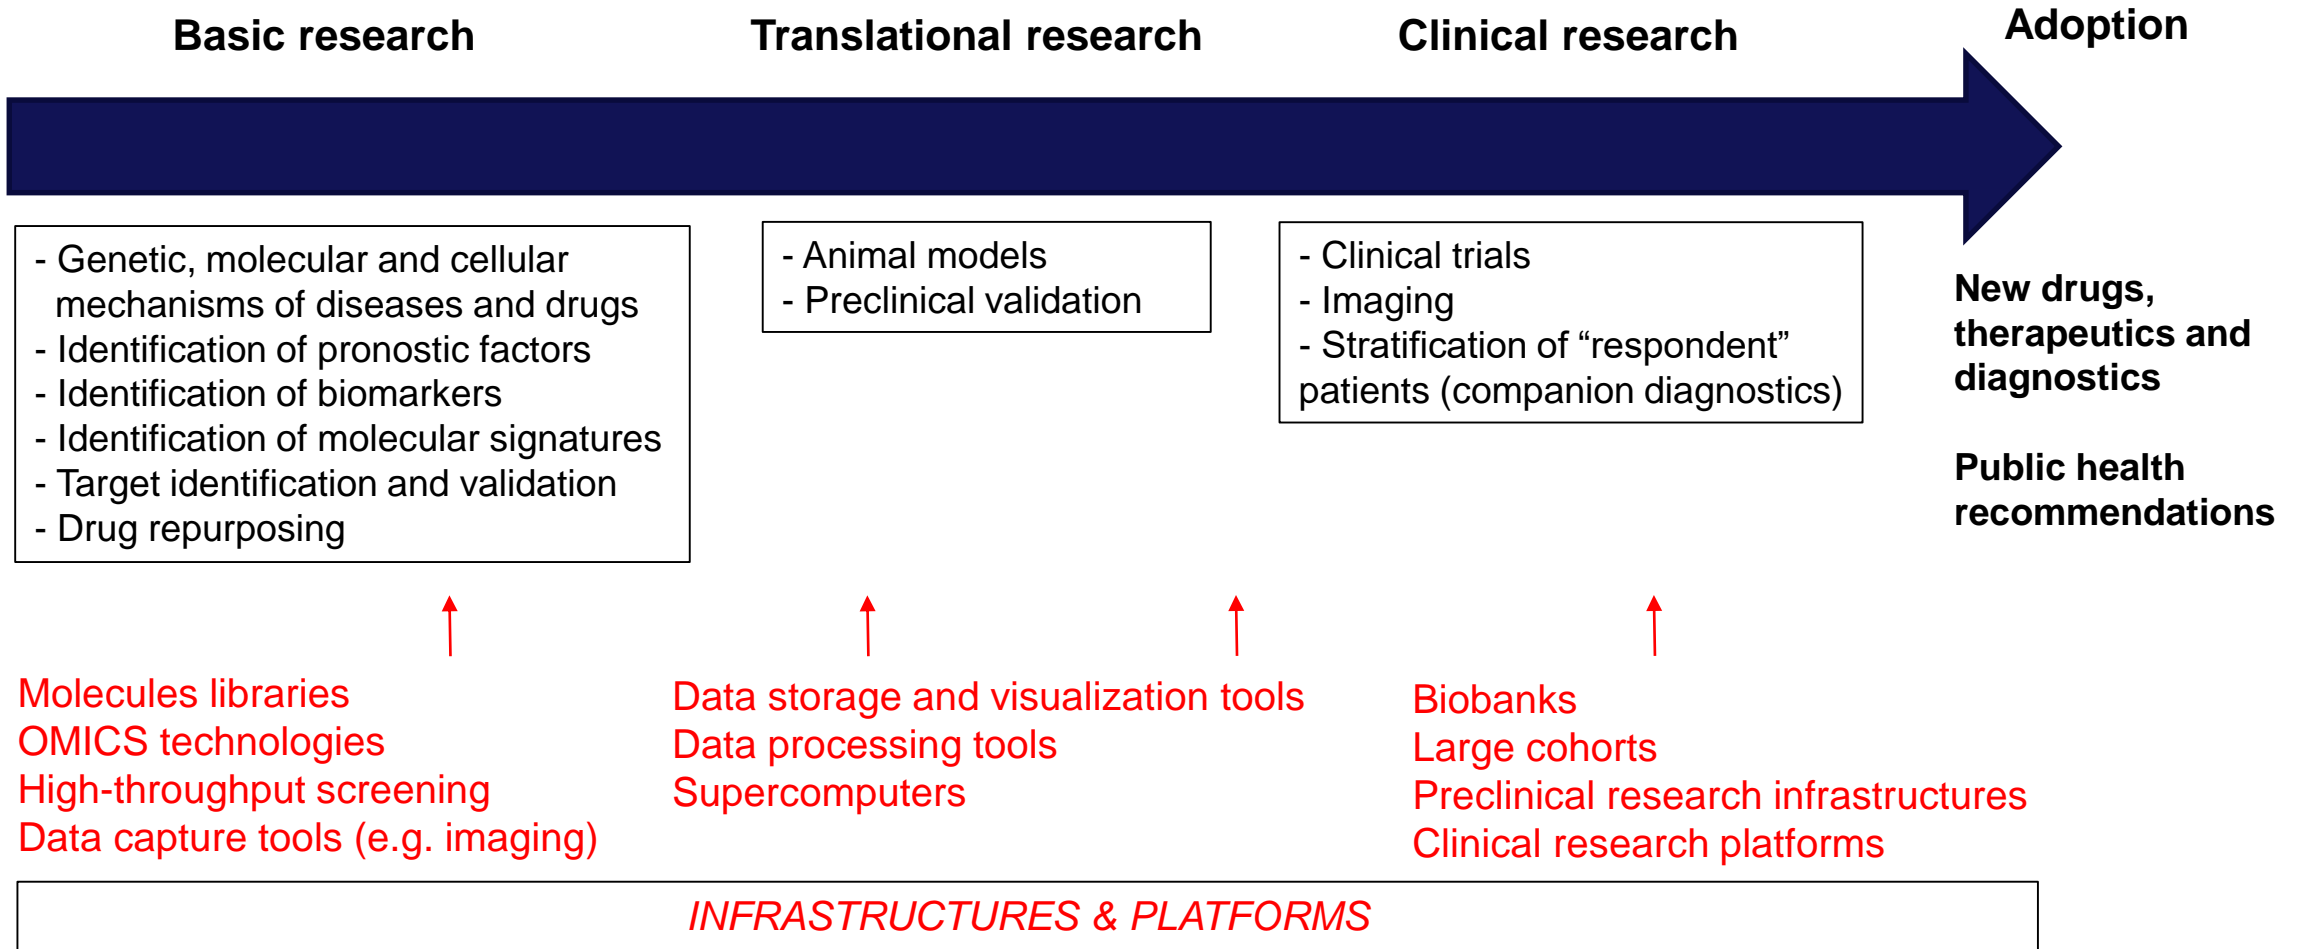 Basic research
Translational research
Clinical research
Adoption
- Genetic, molecular and cellular
mechanisms of diseases and drugs
- Identification of pronostic factors
- Identification of biomarkers
- Identification of molecular signatures
- Target identification and validation
- Drug repurposing
- Animal models
- Preclinical validation
- Clinical trials
- Imaging
- Stratification of “respondent”
patients (companion diagnostics)
New drugs,
therapeutics and
diagnostics
Public health
recommendations
Molecules libraries
OMICS technologies
High-throughput screening
Data capture tools (e.g. imaging)
Data storage and visualization tools
Data processing tools
Supercomputers
Biobanks
Large cohorts
Preclinical research infrastructures
Clinical research platforms
INFRASTRUCTURES & PLATFORMS